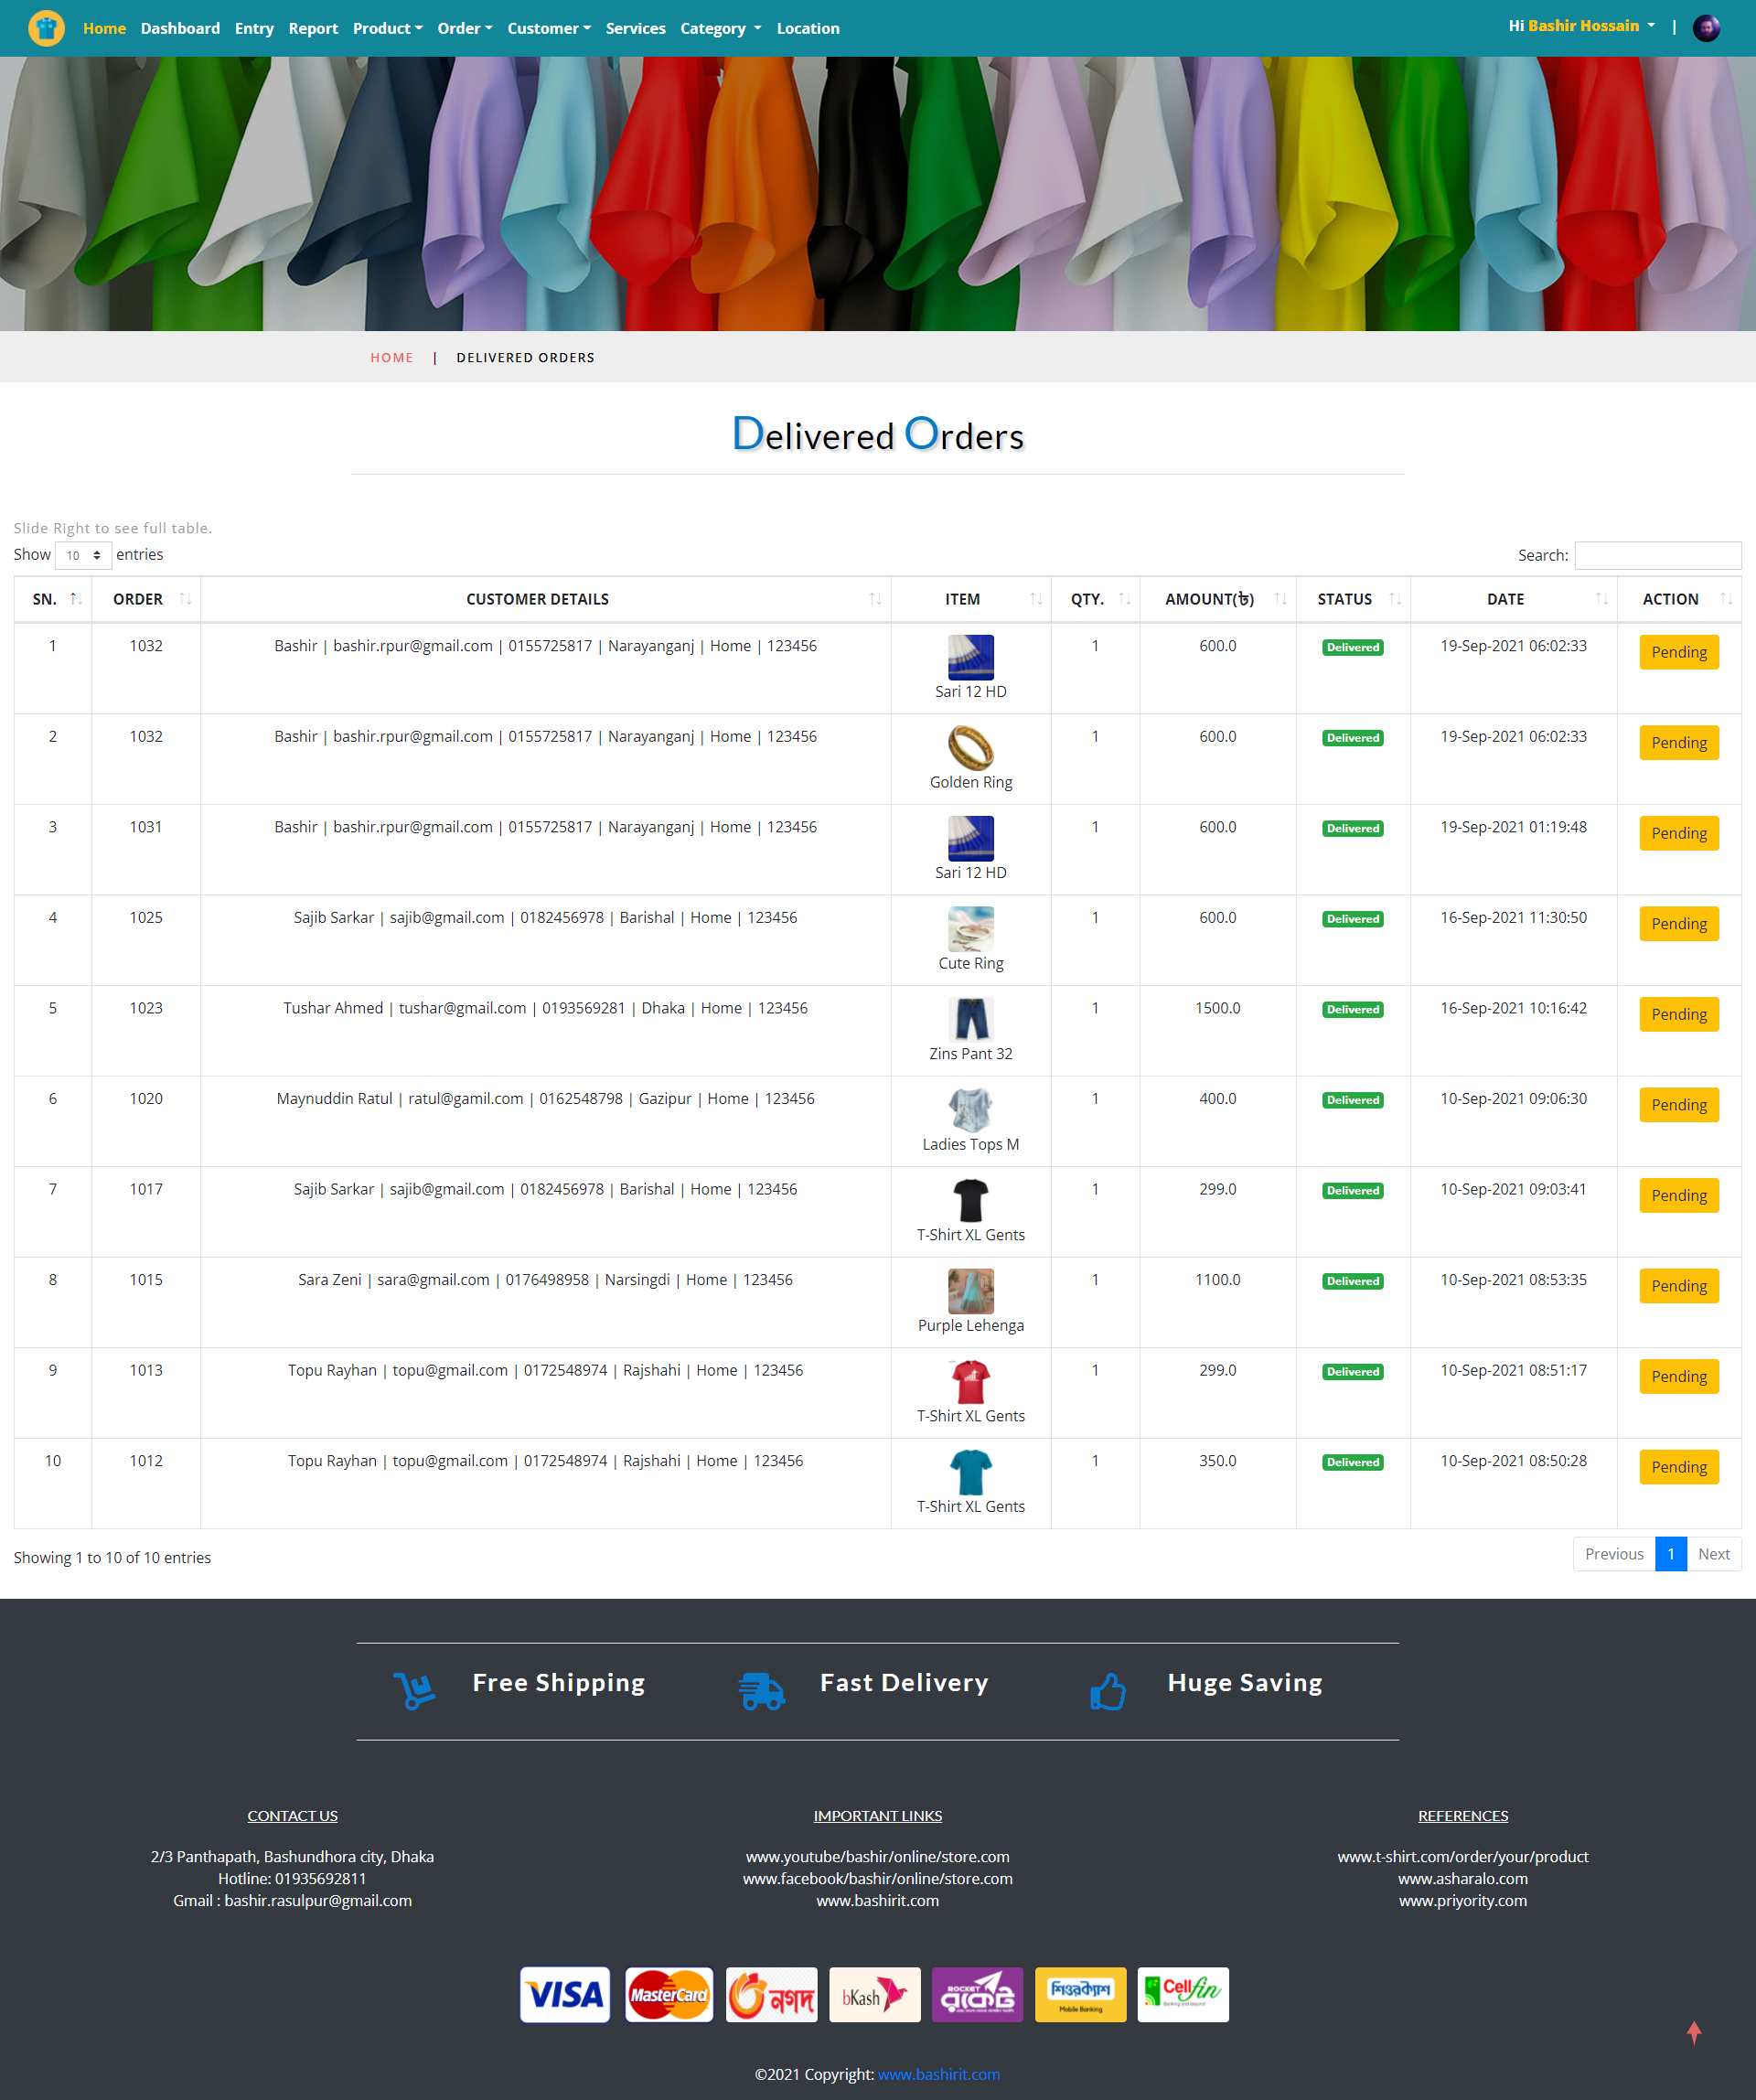 Home Dashboard Entry Report Product Order Customer Services Category Location Hi Bashir Hossain |
HOME | DELIVERED ORDERS
Delivered Orders
Slide Right to see full table.
Show 10 entries Search:
SN. ORDER CUSTOMER DETAILS ITEM QTY. AMOUNT(৳) STATUS DATE ACTION
1 1032 Bashir | bashir.rpur@gmail.com | 0155725817 | Narayanganj | Home | 123456 1 600.0 Delivered 19-Sep-2021 06:02:33 Pending
Sari 12 HD
2 1032 Bashir | bashir.rpur@gmail.com | 0155725817 | Narayanganj | Home | 123456 1 600.0 Delivered 19-Sep-2021 06:02:33 Pending
Golden Ring
3 1031 Bashir | bashir.rpur@gmail.com | 0155725817 | Narayanganj | Home | 123456 1 600.0 Delivered 19-Sep-2021 01:19:48 Pending
Sari 12 HD
4 1025 Sajib Sarkar | sajib@gmail.com | 0182456978 | Barishal | Home | 123456 1 600.0 Delivered 16-Sep-2021 11:30:50 Pending
Cute Ring
5 1023 Tushar Ahmed | tushar@gmail.com | 0193569281 | Dhaka | Home | 123456 1 1500.0 Delivered 16-Sep-2021 10:16:42 Pending
Zins Pant 32
6 1020 Maynuddin Ratul | ratul@gamil.com | 0162548798 | Gazipur | Home | 123456 1 400.0 Delivered 10-Sep-2021 09:06:30 Pending
Ladies Tops M
7 1017 Sajib Sarkar | sajib@gmail.com | 0182456978 | Barishal | Home | 123456 1 299.0 Delivered 10-Sep-2021 09:03:41 Pending
T-Shirt XL Gents
8 1015 Sara Zeni | sara@gmail.com | 0176498958 | Narsingdi | Home | 123456 1 1100.0 Delivered 10-Sep-2021 08:53:35 Pending
Purple Lehenga
9 1013 Topu Rayhan | topu@gmail.com | 0172548974 | Rajshahi | Home | 123456 1 299.0 Delivered 10-Sep-2021 08:51:17 Pending
T-Shirt XL Gents
10 1012 Topu Rayhan | topu@gmail.com | 0172548974 | Rajshahi | Home | 123456 1 350.0 Delivered 10-Sep-2021 08:50:28 Pending
T-Shirt XL Gents
Showing 1 to 10 of 10 entries Previous 1 Next
Free Shipping Fast Delivery Huge Saving
CONTACT US IMPORTANT LINKS REFERENCES
2/3 Panthapath, Bashundhora city, Dhaka www.youtube/bashir/online/store.com www.t-shirt.com/order/your/product
Hotline: 01935692811 www.facebook/bashir/online/store.com www.asharalo.com
Gmail : bashir.rasulpur@gmail.com www.bashirit.com www.priyority.com
VISA MasterCard নগদ bKash ROCKET রকেট শিওরক্যাশ Mobile Banking Cellfin
©2021 Copyright: www.bashirit.com